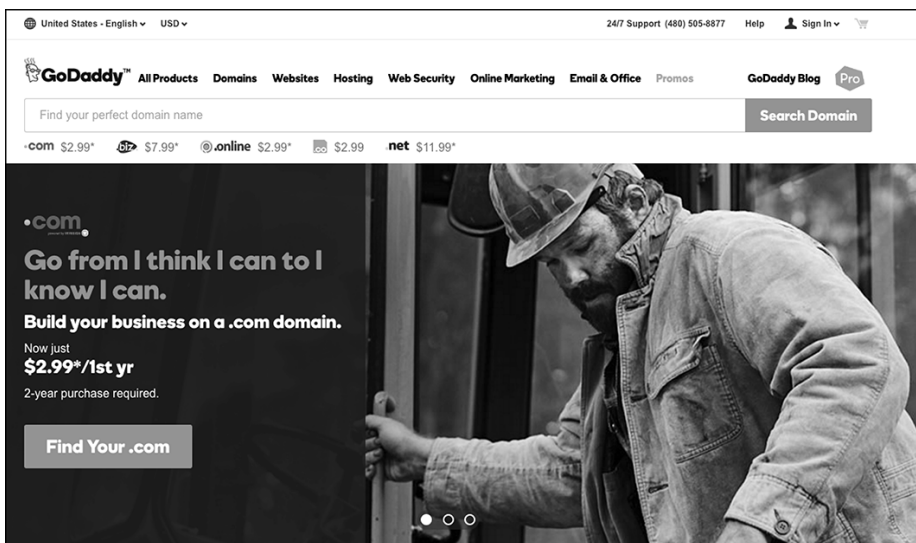 United States - English USD 24/7 Support (480) 505-8877 Help Sign In
GoDaddy™ All Products Domains Websites Hosting Web Security Online Marketing Email & Office Promos GoDaddy Blog Pro
Find your perfect domain name Search Domain
.com $2.99* .biz $7.99* .online $2.99* .co $2.99 .net $11.99*
.com
Go from I think I can to I
know I can.
Build your business on a .com domain.
Now just
$2.99*/1st yr
2-year purchase required.
Find Your .com